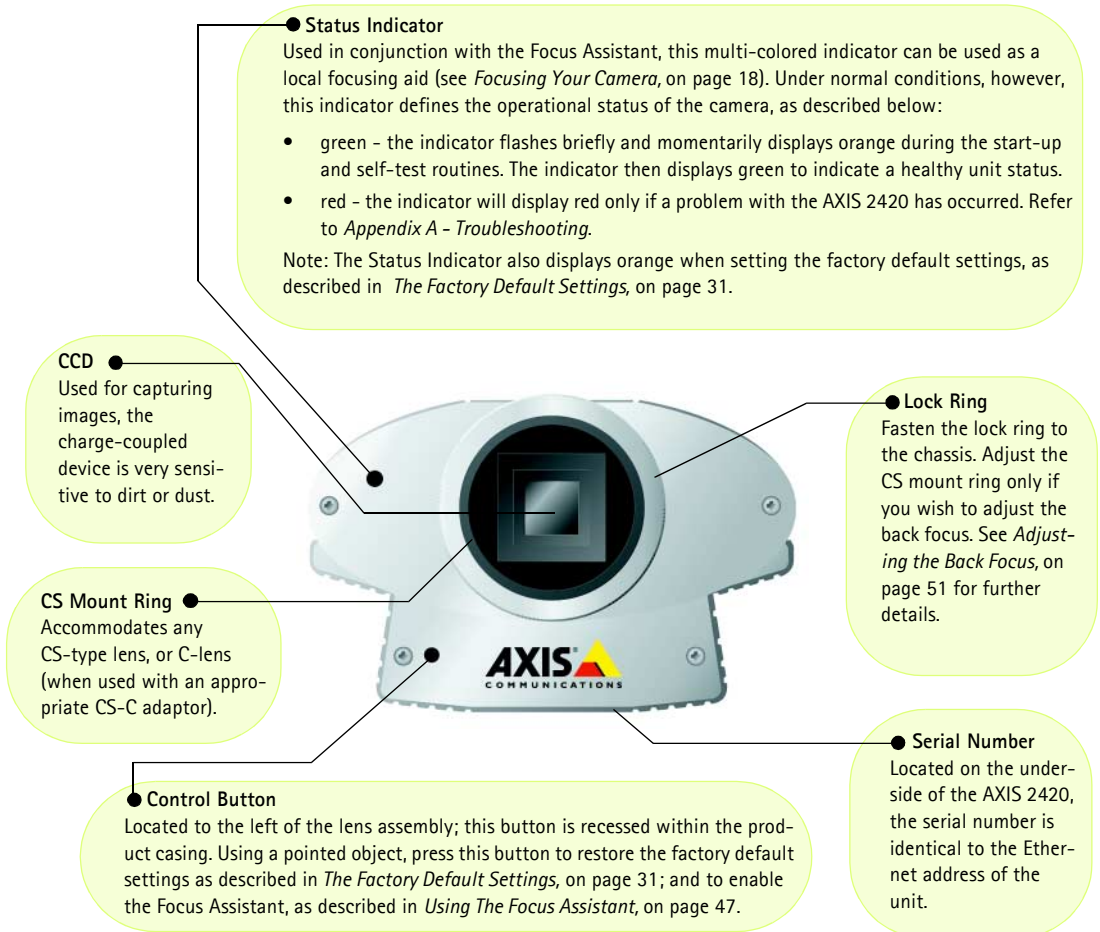 Status Indicator
Used in conjunction with the Focus Assistant, this multi-colored indicator can be used as a
local focusing aid (see Focusing Your Camera, on page 18). Under normal conditions, however,
this indicator defines the operational status of the camera, as described below:
• green - the indicator flashes briefly and momentarily displays orange during the start-up
and self-test routines. The indicator then displays green to indicate a healthy unit status.
• red - the indicator will display red only if a problem with the AXIS 2420 has occurred. Refer
to Appendix A - Troubleshooting.
Note: The Status Indicator also displays orange when setting the factory default settings, as
described in The Factory Default Settings, on page 31.
CCD
Used for capturing
images, the
charge-coupled
device is very sensi-
tive to dirt or dust.
Lock Ring
Fasten the lock ring to
the chassis. Adjust the
CS mount ring only if
you wish to adjust the
back focus. See Adjust-
ing the Back Focus, on
page 51 for further
details.
CS Mount Ring
Accommodates any
CS-type lens, or C-lens
(when used with an appro-
priate CS-C adaptor).
AXIS
COMMUNICATIONS
Serial Number
Located on the under-
side of the AXIS 2420,
the serial number is
identical to the Ether-
net address of the
unit.
Control Button
Located to the left of the lens assembly; this button is recessed within the prod-
uct casing. Using a pointed object, press this button to restore the factory default
settings as described in The Factory Default Settings, on page 31; and to enable
the Focus Assistant, as described in Using The Focus Assistant, on page 47.